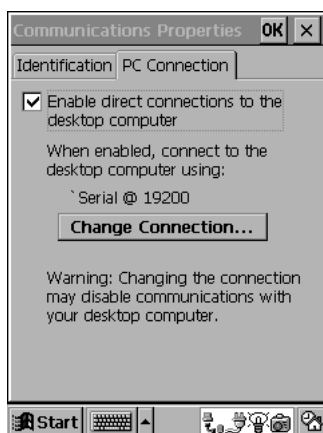 Communications Properties OK ×
Identification PC Connection
Enable direct connections to the
desktop computer
When enabled, connect to the
desktop computer using:
`Serial @ 19200
Change Connection...
Warning: Changing the connection
may disable communications with
your desktop computer.
Start